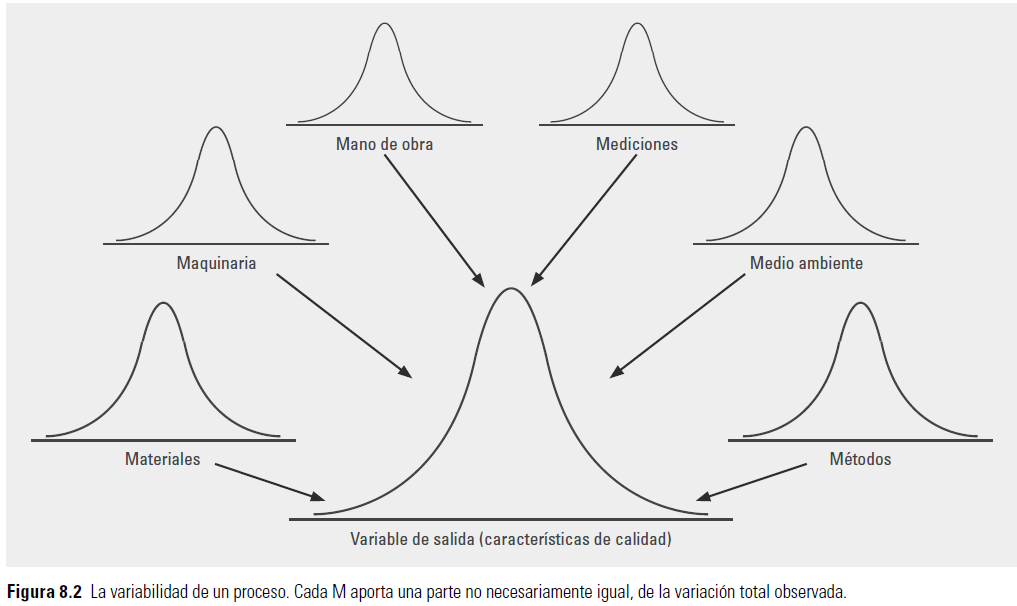 Mano de obra
Mediciones
Maquinaria
Medio ambiente
Materiales
Métodos
Variable de salida (características de calidad)
Figura 8.2 La variabilidad de un proceso. Cada M aporta una parte no necesariamente igual, de la variación total observada.